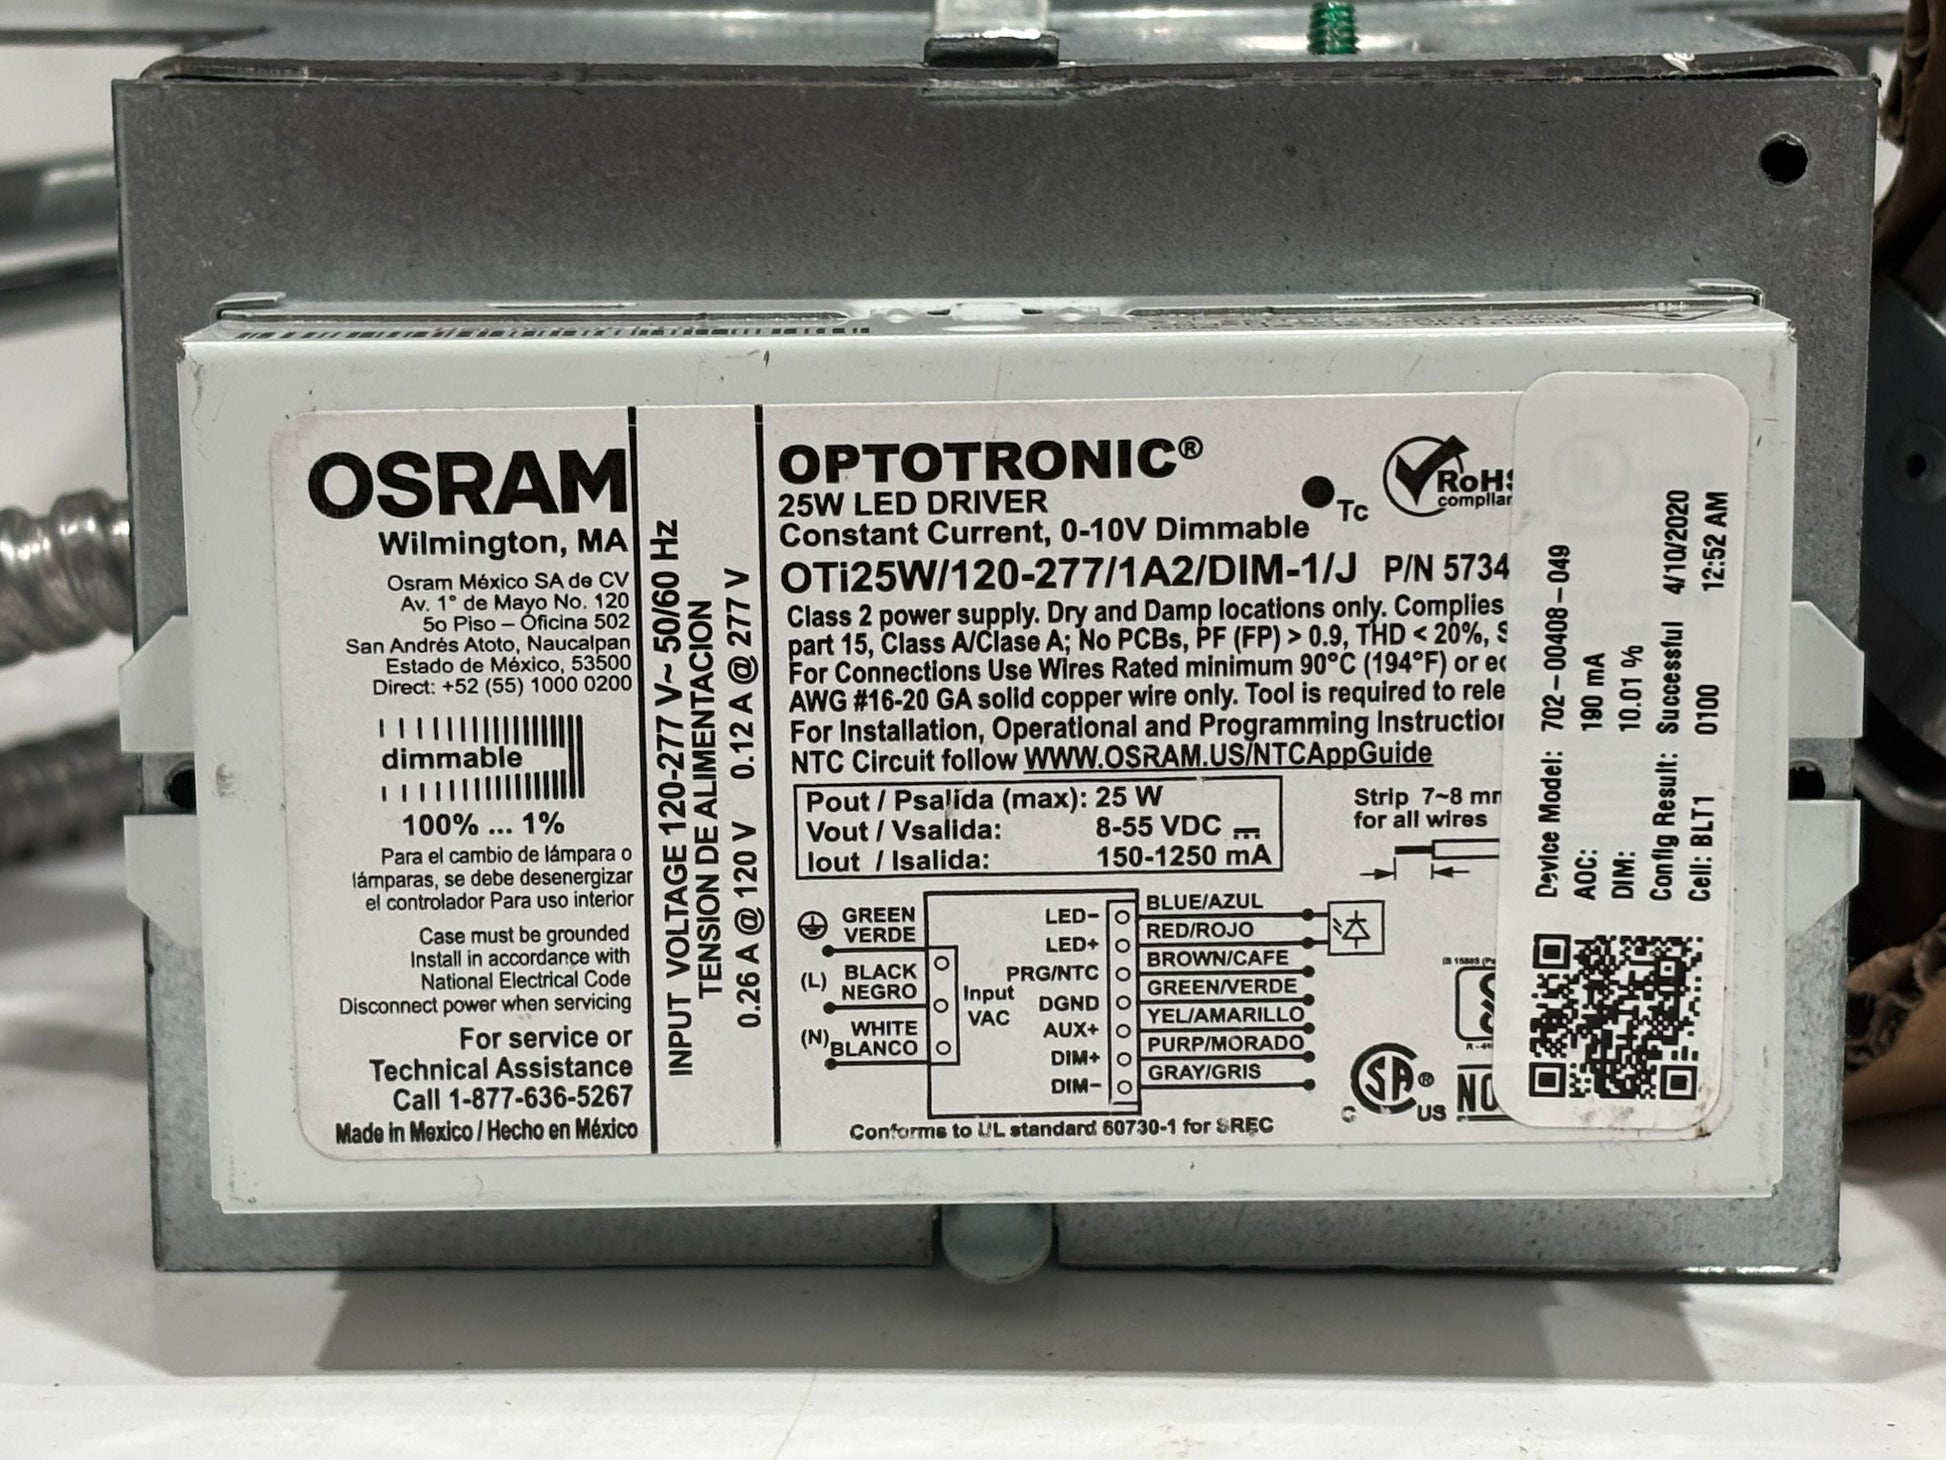 OSRAM
Wilmington, MA
Osram México SA de CV
Av. 1° de Mayo No. 120
5o Piso – Oficina 502
San Andrés Atoto, Naucalpan
Estado de México, 53500
Direct: +52 (55) 1000 0200
dimmable
100% ... 1%
Para el cambio de lámpara o
lámparas, se debe desenergizar
el controlador Para uso interior
Case must be grounded
Install in accordance with
National Electrical Code
Disconnect power when servicing
For service or
Technical Assistance
Call 1-877-636-5267
Made in Mexico / Hecho en México
INPUT VOLTAGE 120-277 V~ 50/60 Hz
TENSION DE ALIMENTACION
0.26 A @ 120 V 0.12 A @ 277 V
OPTOTRONIC®
25W LED DRIVER
Constant Current, 0-10V Dimmable
Tc
RoHS
complian
OTi25W/120-277/1A2/DIM-1/J P/N 5734
Class 2 power supply. Dry and Damp locations only. Complies
part 15, Class A/Clase A; No PCBs, PF (FP) > 0.9, THD < 20%, S
For Connections Use Wires Rated minimum 90°C (194°F) or eq
AWG #16-20 GA solid copper wire only. Tool is required to rele
For Installation, Operational and Programming Instruction
NTC Circuit follow WWW.OSRAM.US/NTCAppGuide
Pout / Psalida (max): 25 W
Vout / Vsalida: 8-55 VDC
Iout / Isalida: 150-1250 mA
Strip 7~8 mm
for all wires
GREEN
VERDE
(L) BLACK
NEGRO
(N) WHITE
BLANCO
Input
VAC
LED– BLUE/AZUL
LED+ RED/ROJO
PRG/NTC BROWN/CAFE
DGND GREEN/VERDE
AUX+ YEL/AMARILLO
DIM+ PURP/MORADO
DIM– GRAY/GRIS
Conforms to UL standard 60730-1 for SREC
C SA® US
NO
Device Model: 702-00408-049
AOC: 190 mA
DIM: 10.01 %
Config Result: Successful 4/10/2020
Cell: BLT1 0100 12:52 AM